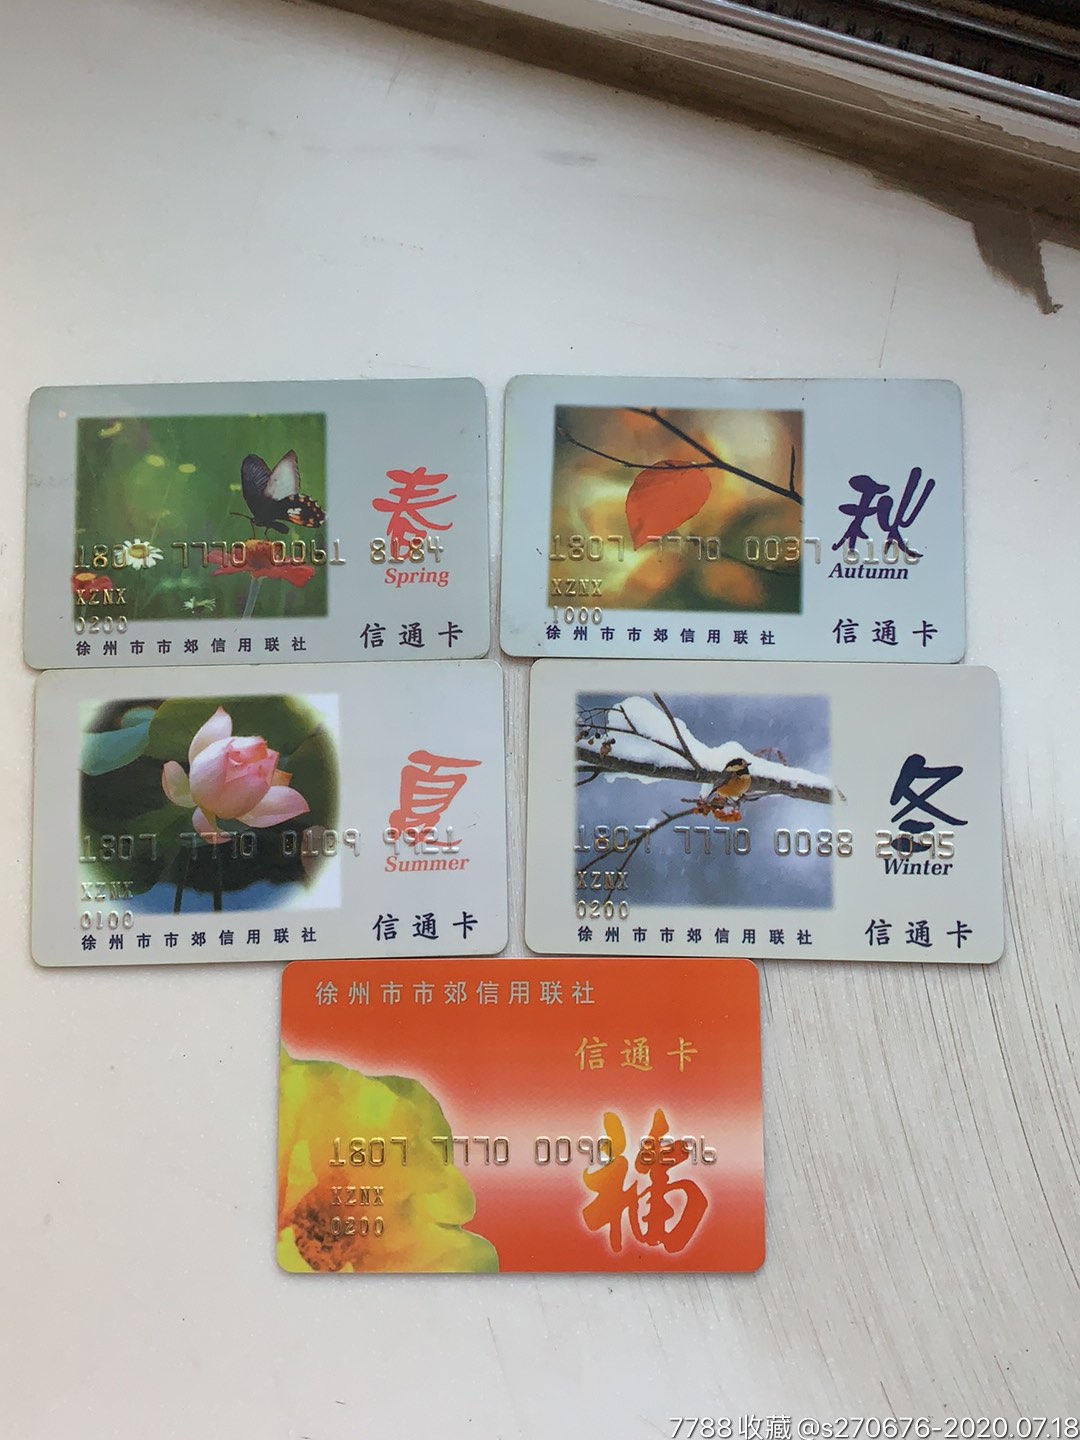 春
Spring
1807 7770 0061 8184
XZNX
0200
徐州市市郊信用联社
信通卡
秋
Autumn
1807 7770 0037 6106
XZNX
1000
徐州市市郊信用联社
信通卡
夏
Summer
1807 7770 0109 9921
XZNX
0100
徐州市市郊信用联社
信通卡
冬
Winter
1807 7770 0088 2095
XZNX
0200
徐州市市郊信用联社
信通卡
徐州市市郊信用联社
信通卡
福
1807 7770 0090 8296
XZNX
0200
7788收藏@s270676-2020.07.18